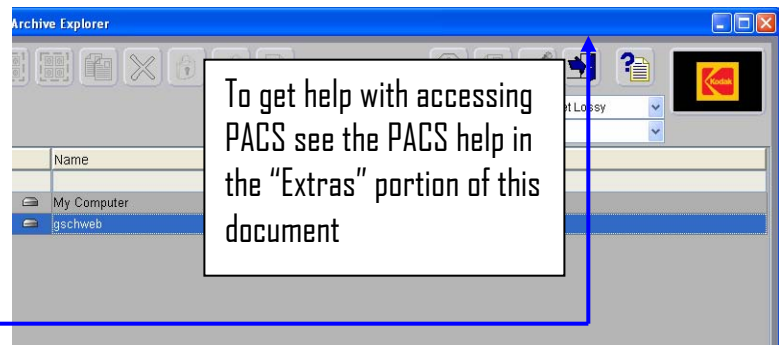 Archive Explorer
Kodak
To get help with accessing
PACS see the PACS help in
the “Extras” portion of this
document
Lossy
Name
My Computer
gschweb